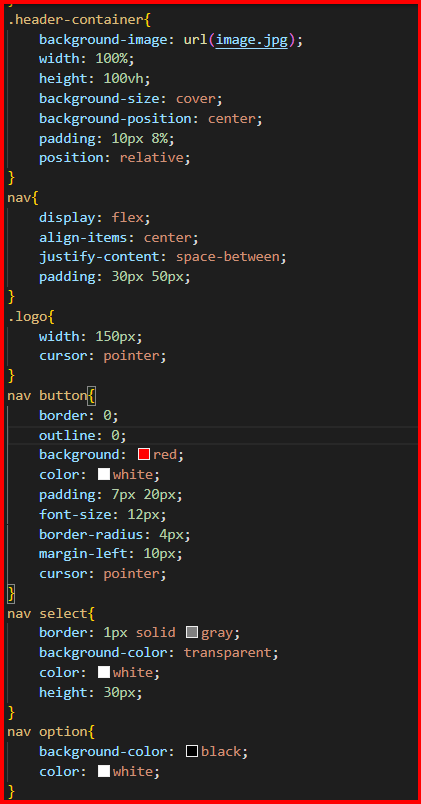 }
.header-container{
    background-image: url(image.jpg);
    width: 100%;
    height: 100vh;
    background-size: cover;
    background-position: center;
    padding: 10px 8%;
    position: relative;
}
nav{
    display: flex;
    align-items: center;
    justify-content: space-between;
    padding: 30px 50px;
}
.logo{
    width: 150px;
    cursor: pointer;
}
nav button{
    border: 0;
    outline: 0;
    background: red;
    color: white;
    padding: 7px 20px;
    font-size: 12px;
    border-radius: 4px;
    margin-left: 10px;
    cursor: pointer;
}
nav select{
    border: 1px solid gray;
    background-color: transparent;
    color: white;
    height: 30px;
}
nav option{
    background-color: black;
    color: white;
}